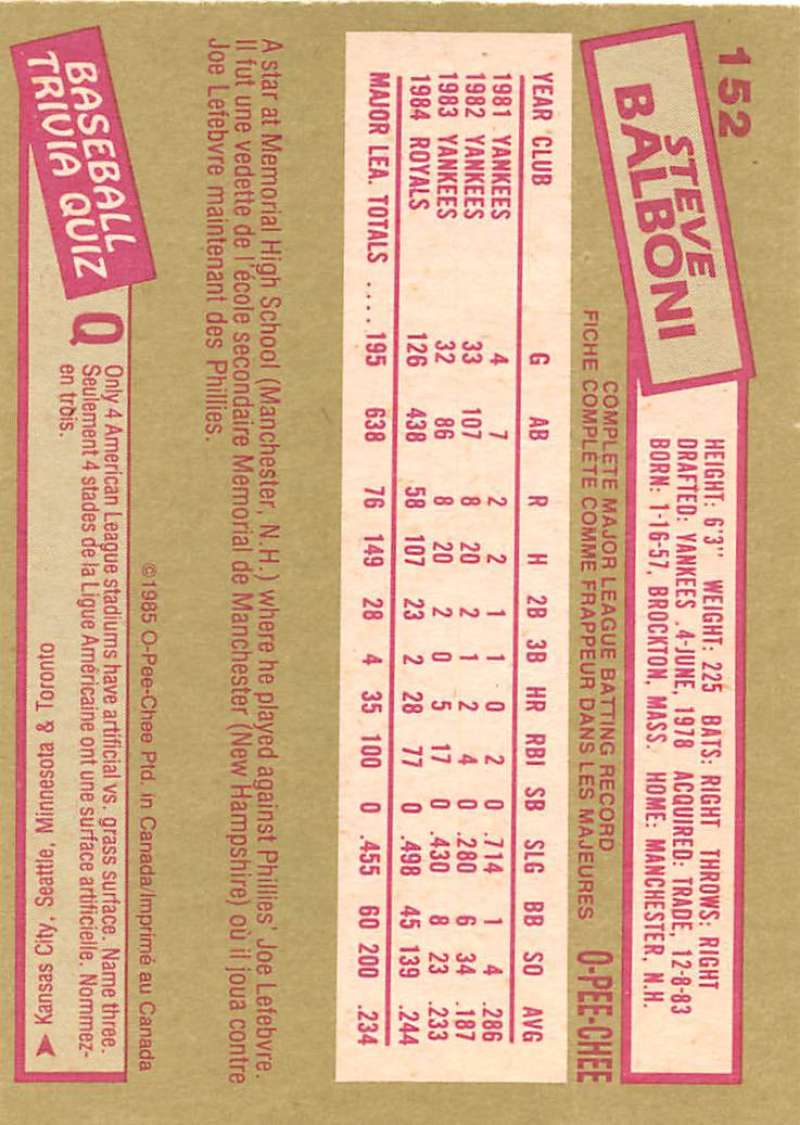 152
STEVE
BALBONI
HEIGHT: 6'3" WEIGHT: 225 BATS: RIGHT THROWS: RIGHT
DRAFTED: YANKEES 4-JUNE, 1978 ACQUIRED: TRADE, 12-8-83
BORN: 1-16-57, BROCKTON, MASS. HOME: MANCHESTER, N.H.
COMPLETE MAJOR LEAGUE BATTING RECORD
FICHE COMPLÈTE COMME FRAPPEUR DANS LES MAJEURES O-PEE-CHEE
YEAR CLUB G AB R H 2B 3B HR RBI SB SLG BB SO AVG
1981 YANKEES 4 7 2 2 1 1 0 2 0 .714 1 4 .286
1982 YANKEES 33 107 8 20 2 1 2 4 0 .280 6 34 .187
1983 YANKEES 32 86 8 20 2 0 5 17 0 .430 8 23 .233
1984 ROYALS 126 438 58 107 23 2 28 77 0 .498 45 139 .244
MAJOR LEA. TOTALS .... 195 638 76 149 28 4 35 100 0 .455 60 200 .234
A star at Memorial High School (Manchester, N.H.) where he played against Phillies' Joe Lefebvre.
Il fut une vedette de l'école secondaire Memorial de Manchester (New Hampshire) où il joua contre
Joe Lefebvre maintenant des Phillies.
©1985 O-Pee-Chee Ptd. in Canada/Imprimé au Canada
BASEBALL
TRIVIA QUIZ
Q Only 4 American League stadiums have artificial vs. grass surface. Name three.
Seulement 4 stades de la Ligue Américaine ont une surface artificielle. Nommez-
en trois.
Kansas City, Seattle, Minnesota & Toronto